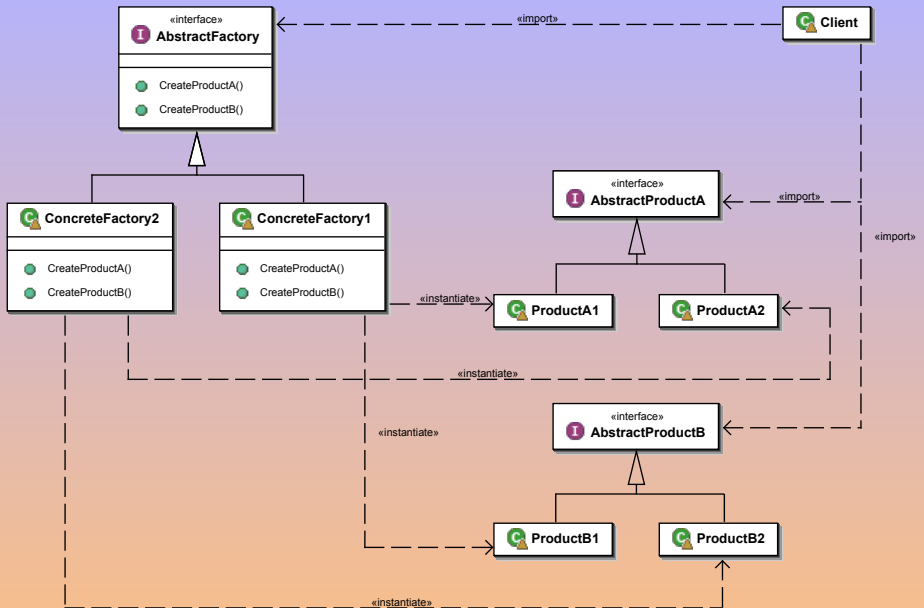 «interface»
I AbstractFactory
CreateProductA()
CreateProductB()
«import»
C Client
C ConcreteFactory2
CreateProductA()
CreateProductB()
C ConcreteFactory1
CreateProductA()
CreateProductB()
«interface»
I AbstractProductA
«import»
«import»
«instantiate»
C ProductA1
C ProductA2
«instantiate»
«interface»
I AbstractProductB
«instantiate»
C ProductB1
C ProductB2
«instantiate»